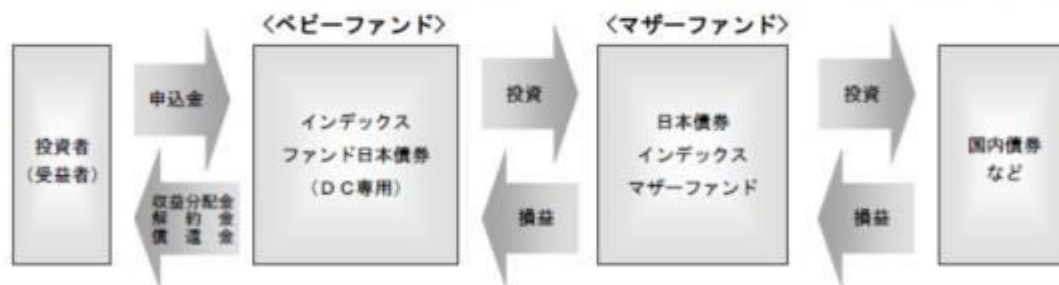 〈ベビーファンド〉
〈マザーファンド〉
投資者
（受益者）
申込金
収益分配金
解約金
償還金
インデックス
ファンド日本債券
（ＤＣ専用）
投資
損益
日本債券
インデックス
マザーファンド
投資
損益
国内債券
など